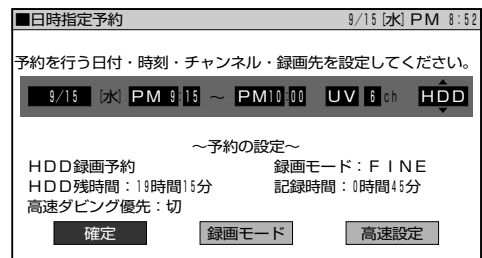 ■日時指定予約 9/15 [水] PM 8:52
予約を行う日付・時刻・チャンネル・録画先を設定してください。
9/15 [水] PM 9:15 ～ PM10:00 UV 6 ch HDD
～予約の設定～
HDD録画予約 録画モード：FINE
HDD残時間：19時間15分 記録時間：0時間45分
高速ダビング優先：切
確定 録画モード 高速設定